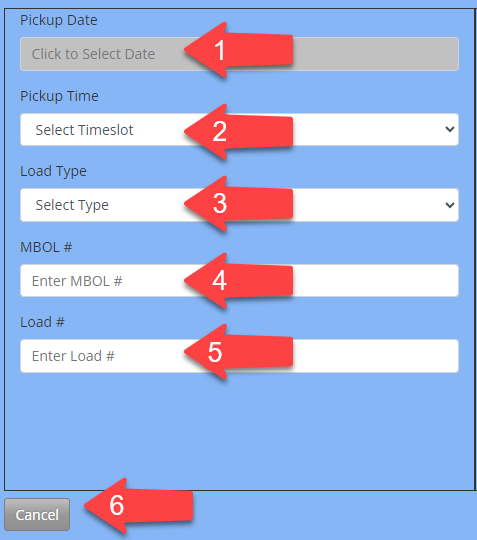 Pickup Date
Click to Select Date 1
Pickup Time
Select Timeslot 2
Load Type
Select Type 3
MBOL #
Enter MBOL # 4
Load #
Enter Load # 5
Cancel 6